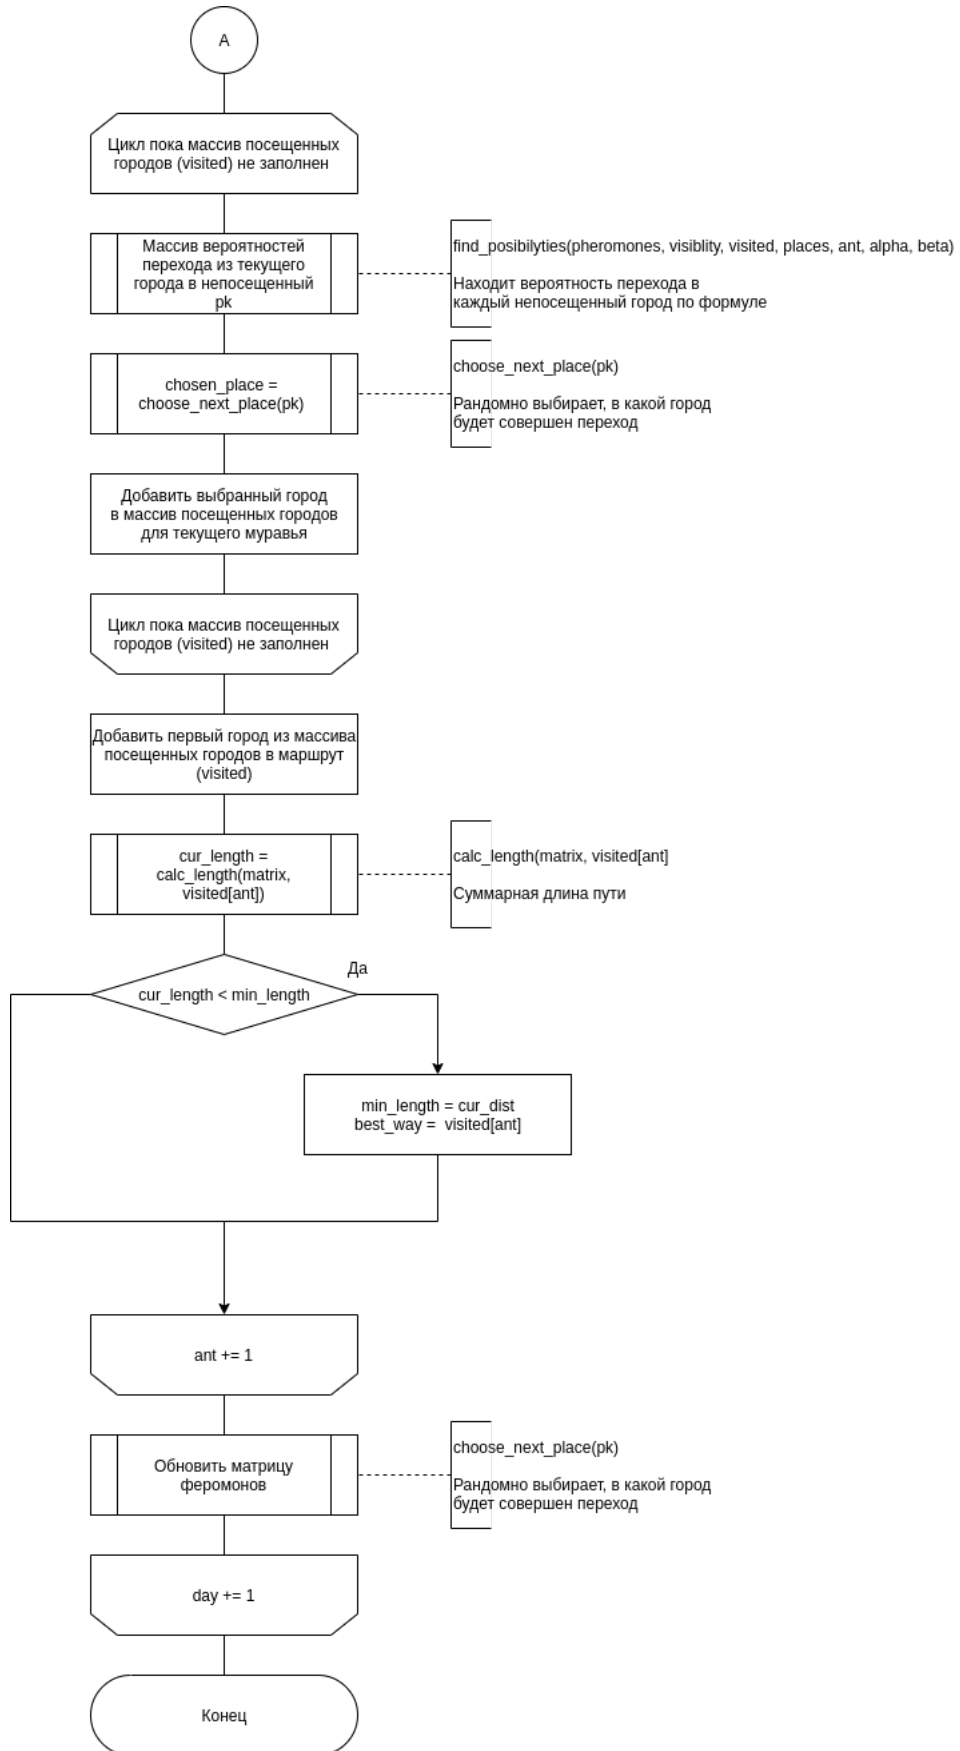 A
Цикл пока массив посещенных
городов (visited) не заполнен
Массив вероятностей
перехода из текущего
города в непосещенный
pk
find_posibilyties(pheromones, visiblity, visited, places, ant, alpha, beta)
Находит вероятность перехода в
каждый непосещенный город по формуле
chosen_place =
choose_next_place(pk)
choose_next_place(pk)
Рандомно выбирает, в какой город
будет совершен переход
Добавить выбранный город
в массив посещенных городов
для текущего муравья
Цикл пока массив посещенных
городов (visited) не заполнен
Добавить первый город из массива
посещенных городов в маршрут
(visited)
cur_length =
calc_length(matrix,
visited[ant])
calc_length(matrix, visited[ant]
Суммарная длина пути
Да
cur_length < min_length
min_length = cur_dist
best_way = visited[ant]
ant += 1
Обновить матрицу
феромонов
choose_next_place(pk)
Рандомно выбирает, в какой город
будет совершен переход
day += 1
Конец